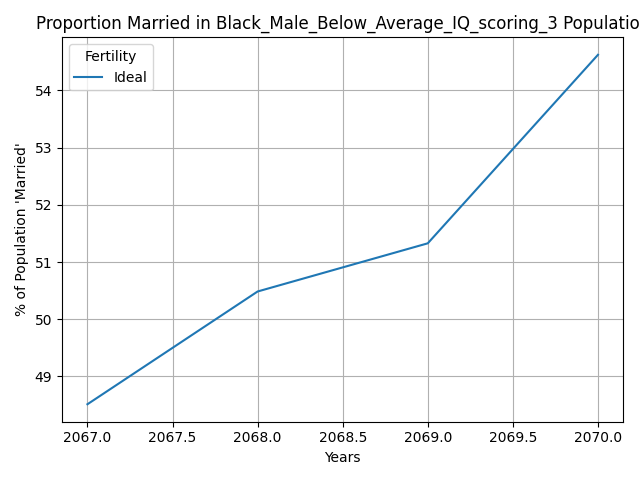 Proportion Married in Black_Male_Below_Average_IQ_scoring_3 Populatio
Fertility
Ideal
% of Population 'Married'
54
53
52
51
50
49
2067.0 2067.5 2068.0 2068.5 2069.0 2069.5 2070.0
Years